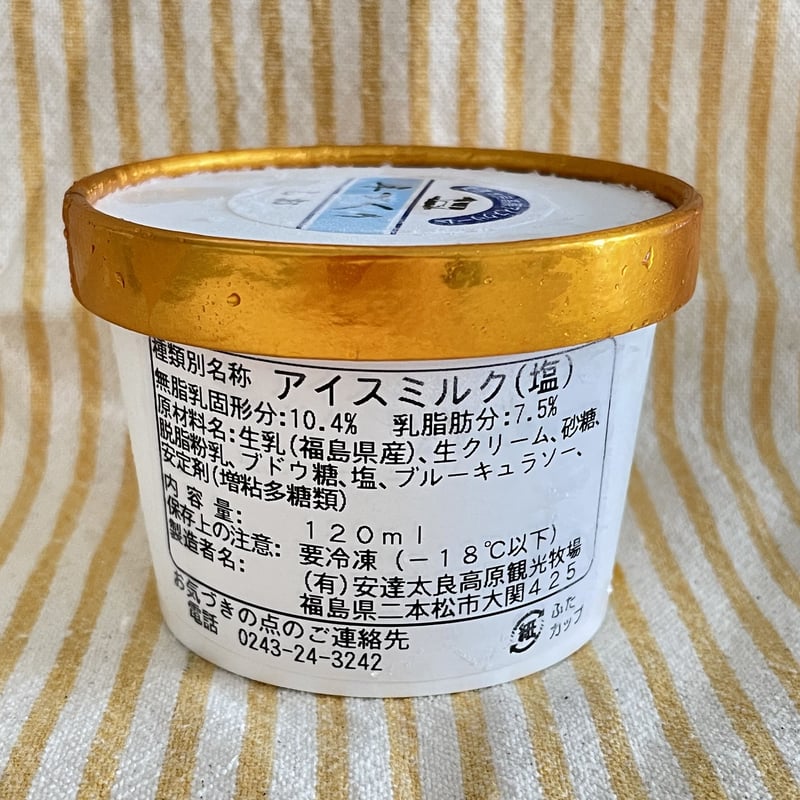 種類別名称 アイスミルク(塩)
無脂乳固形分:10.4% 乳脂肪分:7.5%
原材料名:生乳(福島県産)、生クリーム、砂糖、
脱脂粉乳、ブドウ糖、塩、ブルーキュラソー、
安定剤(増粘多糖類)
内容量: 120ml
保存上の注意: 要冷凍(-18℃以下)
製造者名: (有)安達太良高原観光牧場
福島県二本松市大関425
お気づきの点のご連絡先
電話 0243-24-3242
紙 ふた
カップ